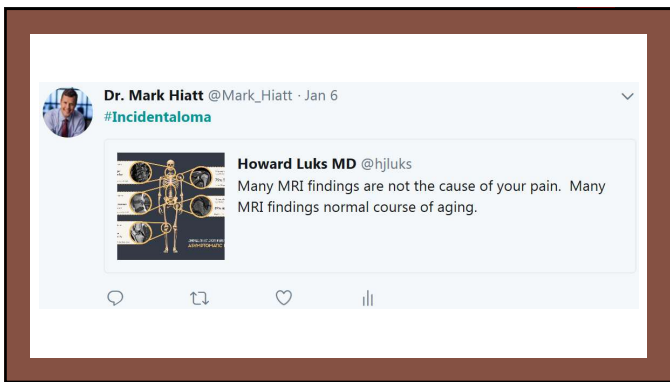 Dr. Mark Hiatt @Mark_Hiatt · Jan 6
#Incidentaloma
Howard Luks MD @hjluks
Many MRI findings are not the cause of your pain.  Many
MRI findings normal course of aging.